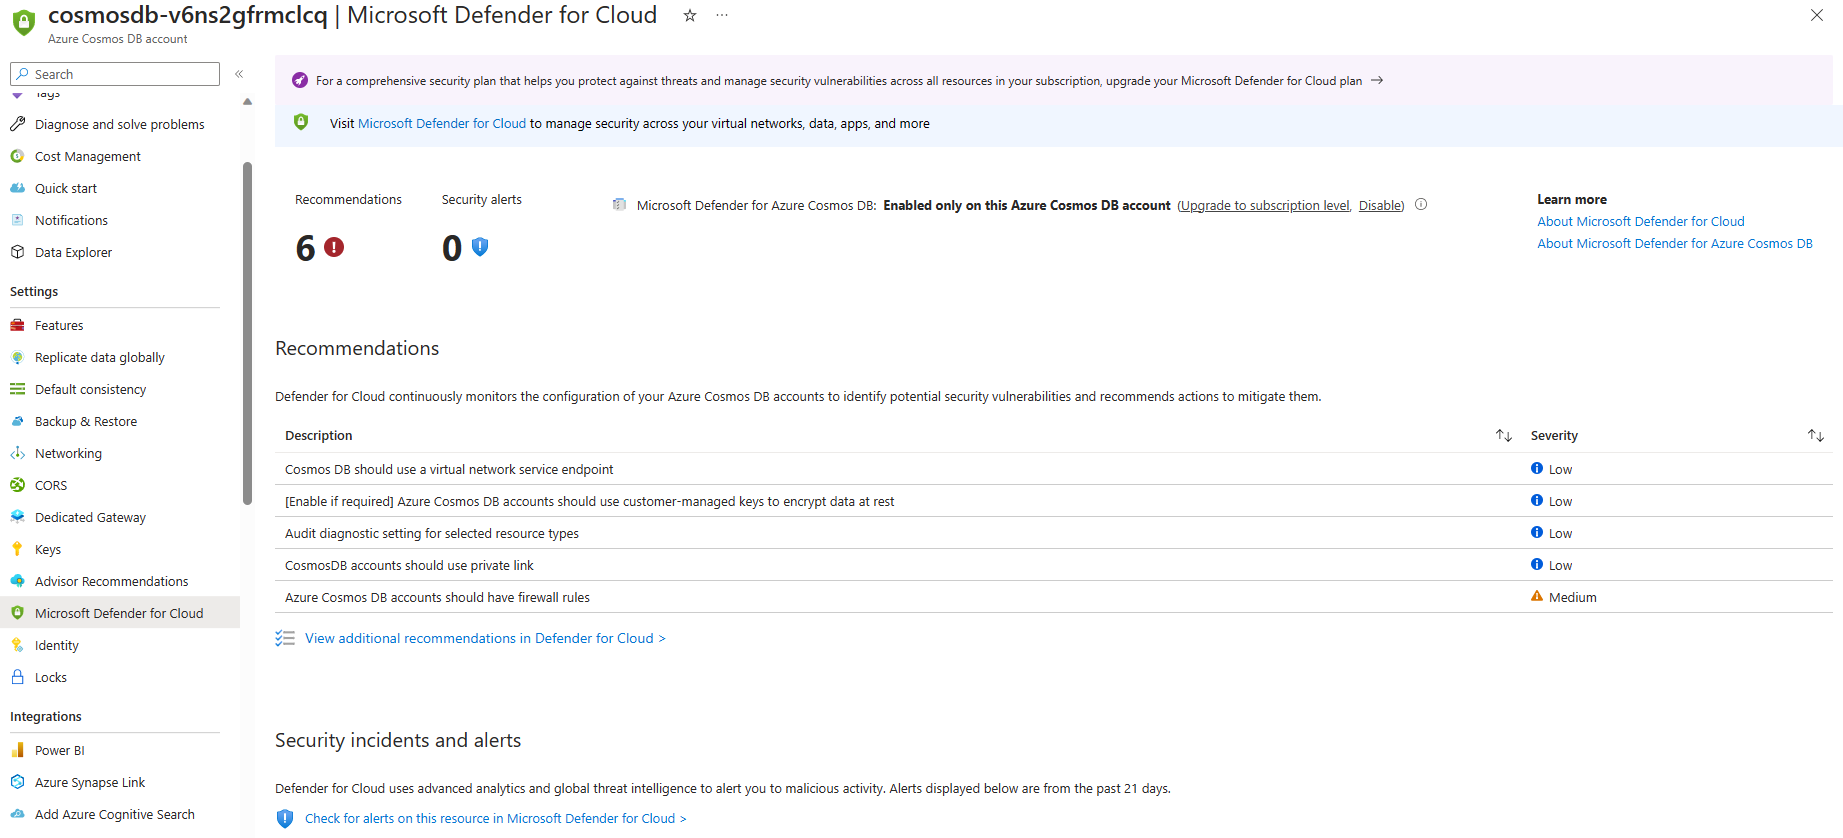 cosmosdb-v6ns2gfrmclcq | Microsoft Defender for Cloud ☆ ···
Azure Cosmos DB account
Search «
Tags
Diagnose and solve problems
Cost Management
Quick start
Notifications
Data Explorer
Settings
Features
Replicate data globally
Default consistency
Backup & Restore
Networking
CORS
Dedicated Gateway
Keys
Advisor Recommendations
Microsoft Defender for Cloud
Identity
Locks
Integrations
Power BI
Azure Synapse Link
Add Azure Cognitive Search
For a comprehensive security plan that helps you protect against threats and manage security vulnerabilities across all resources in your subscription, upgrade your Microsoft Defender for Cloud plan →
Visit Microsoft Defender for Cloud to manage security across your virtual networks, data, apps, and more
Recommendations
6
Security alerts
0
Microsoft Defender for Azure Cosmos DB: Enabled only on this Azure Cosmos DB account (Upgrade to subscription level, Disable)
Learn more
About Microsoft Defender for Cloud
About Microsoft Defender for Azure Cosmos DB
Recommendations
Defender for Cloud continuously monitors the configuration of your Azure Cosmos DB accounts to identify potential security vulnerabilities and recommends actions to mitigate them.
Description ↑↓ Severity ↑↓
Cosmos DB should use a virtual network service endpoint Low
[Enable if required] Azure Cosmos DB accounts should use customer-managed keys to encrypt data at rest Low
Audit diagnostic setting for selected resource types Low
CosmosDB accounts should use private link Low
Azure Cosmos DB accounts should have firewall rules Medium
View additional recommendations in Defender for Cloud >
Security incidents and alerts
Defender for Cloud uses advanced analytics and global threat intelligence to alert you to malicious activity. Alerts displayed below are from the past 21 days.
Check for alerts on this resource in Microsoft Defender for Cloud >